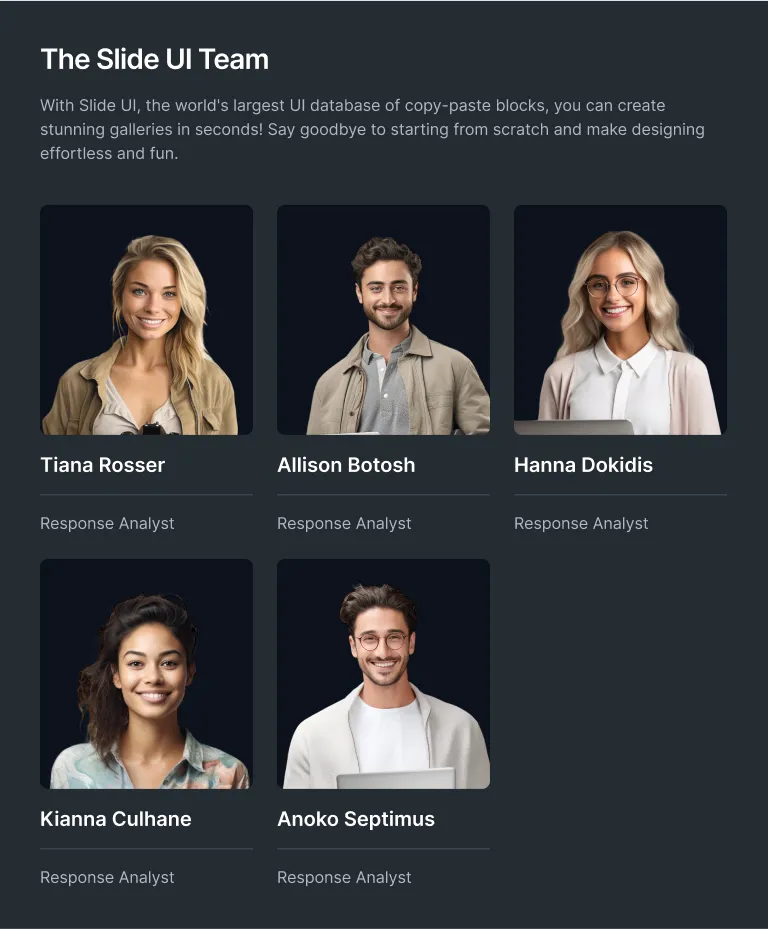 The Slide UI Team
With Slide UI, the world's largest UI database of copy-paste blocks, you can create
stunning galleries in seconds! Say goodbye to starting from scratch and make designing
effortless and fun.
Tiana Rosser
Allison Botosh
Hanna Dokidis
Response Analyst
Response Analyst
Response Analyst
Kianna Culhane
Anoko Septimus
Response Analyst
Response Analyst